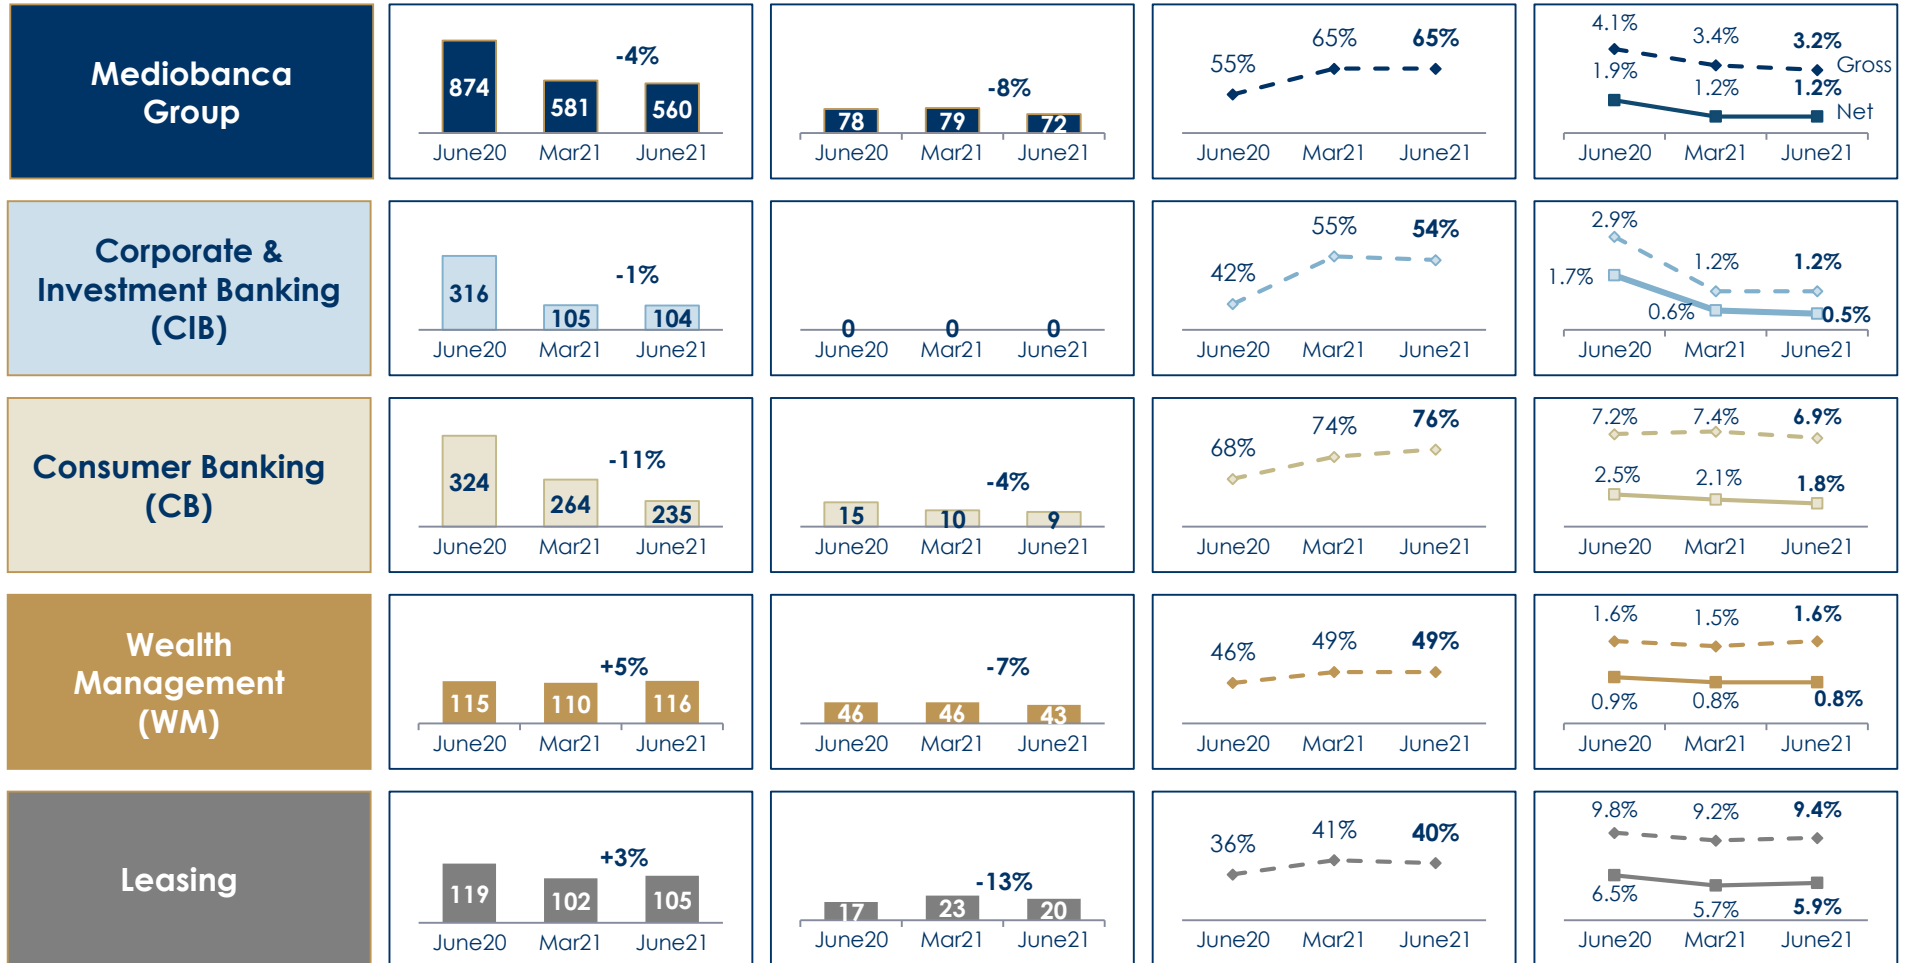 Mediobanca
Group
874
581
560
-4%
June20 Mar21 June21
78
79
72
-8%
June20 Mar21 June21
55%
65%
65%
June20 Mar21 June21
4.1%
3.4%
3.2%
Gross
1.9%
1.2%
1.2%
Net
June20 Mar21 June21
Corporate &
Investment Banking
(CIB)
316
105
104
-1%
June20 Mar21 June21
0
0
0
June20 Mar21 June21
42%
55%
54%
June20 Mar21 June21
2.9%
1.2%
1.2%
1.7%
0.6%
0.5%
June20 Mar21 June21
Consumer Banking
(CB)
324
264
235
-11%
June20 Mar21 June21
15
10
9
-4%
June20 Mar21 June21
68%
74%
76%
June20 Mar21 June21
7.2%
7.4%
6.9%
2.5%
2.1%
1.8%
June20 Mar21 June21
Wealth
Management
(WM)
115
110
116
+5%
June20 Mar21 June21
46
46
43
-7%
June20 Mar21 June21
46%
49%
49%
June20 Mar21 June21
1.6%
1.5%
1.6%
0.9%
0.8%
0.8%
June20 Mar21 June21
Leasing
119
102
105
+3%
June20 Mar21 June21
17
23
20
-13%
June20 Mar21 June21
36%
41%
40%
June20 Mar21 June21
9.8%
9.2%
9.4%
6.5%
5.7%
5.9%
June20 Mar21 June21